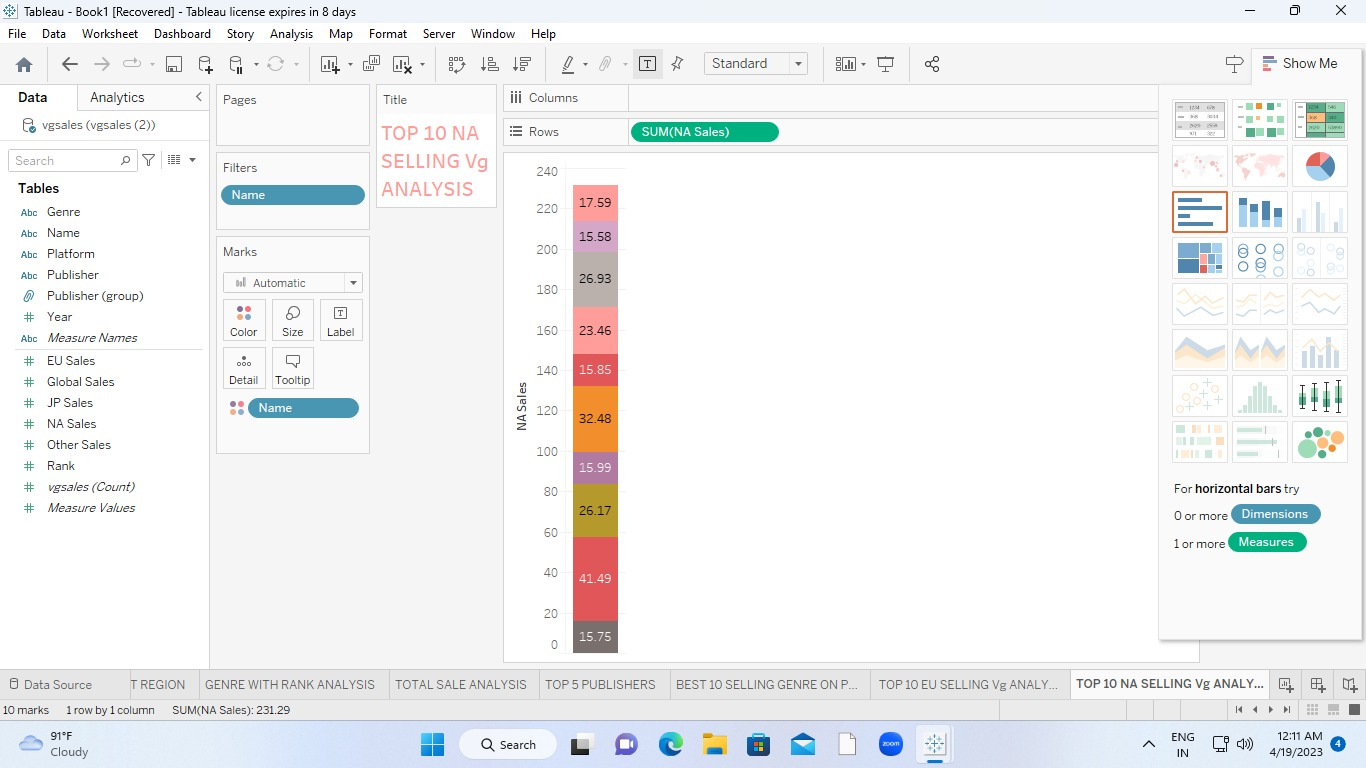 Tableau - Book1 [Recovered] - Tableau license expires in 8 days
File Data Worksheet Dashboard Story Analysis Map Format Server Window Help
Standard
Show Me
Data Analytics
vgsales (vgsales (2))
Search
Tables
Abc Genre
Abc Name
Abc Platform
Abc Publisher
Publisher (group)
# Year
Abc Measure Names
# EU Sales
# Global Sales
# JP Sales
# NA Sales
# Other Sales
# Rank
# vgsales (Count)
# Measure Values
Pages
Filters
Name
Marks
Automatic
Color Size Label
Detail Tooltip
Name
Title
TOP 10 NA
SELLING Vg
ANALYSIS
Columns
Rows SUM(NA Sales)
NA Sales
240
220
200
180
160
140
120
100
80
60
40
20
0
17.59
15.58
26.93
23.46
15.85
32.48
15.99
26.17
41.49
15.75
For horizontal bars try
0 or more Dimensions
1 or more Measures
Data Source T REGION GENRE WITH RANK ANALYSIS TOTAL SALE ANALYSIS TOP 5 PUBLISHERS BEST 10 SELLING GENRE ON P... TOP 10 EU SELLING Vg ANALY... TOP 10 NA SELLING Vg ANALY...
10 marks 1 row by 1 column SUM(NA Sales): 231.29
91°F
Cloudy
Search
zoom
ENG
IN
12:11 AM
4/19/2023
4